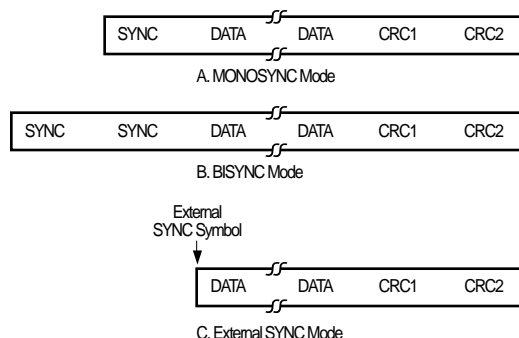 SYNC DATA DATA CRC1 CRC2
A. MONOSYNC Mode
SYNC SYNC DATA DATA CRC1 CRC2
B. BISYNC Mode
External
SYNC Symbol
DATA DATA CRC1 CRC2
C. External SYNC Mode